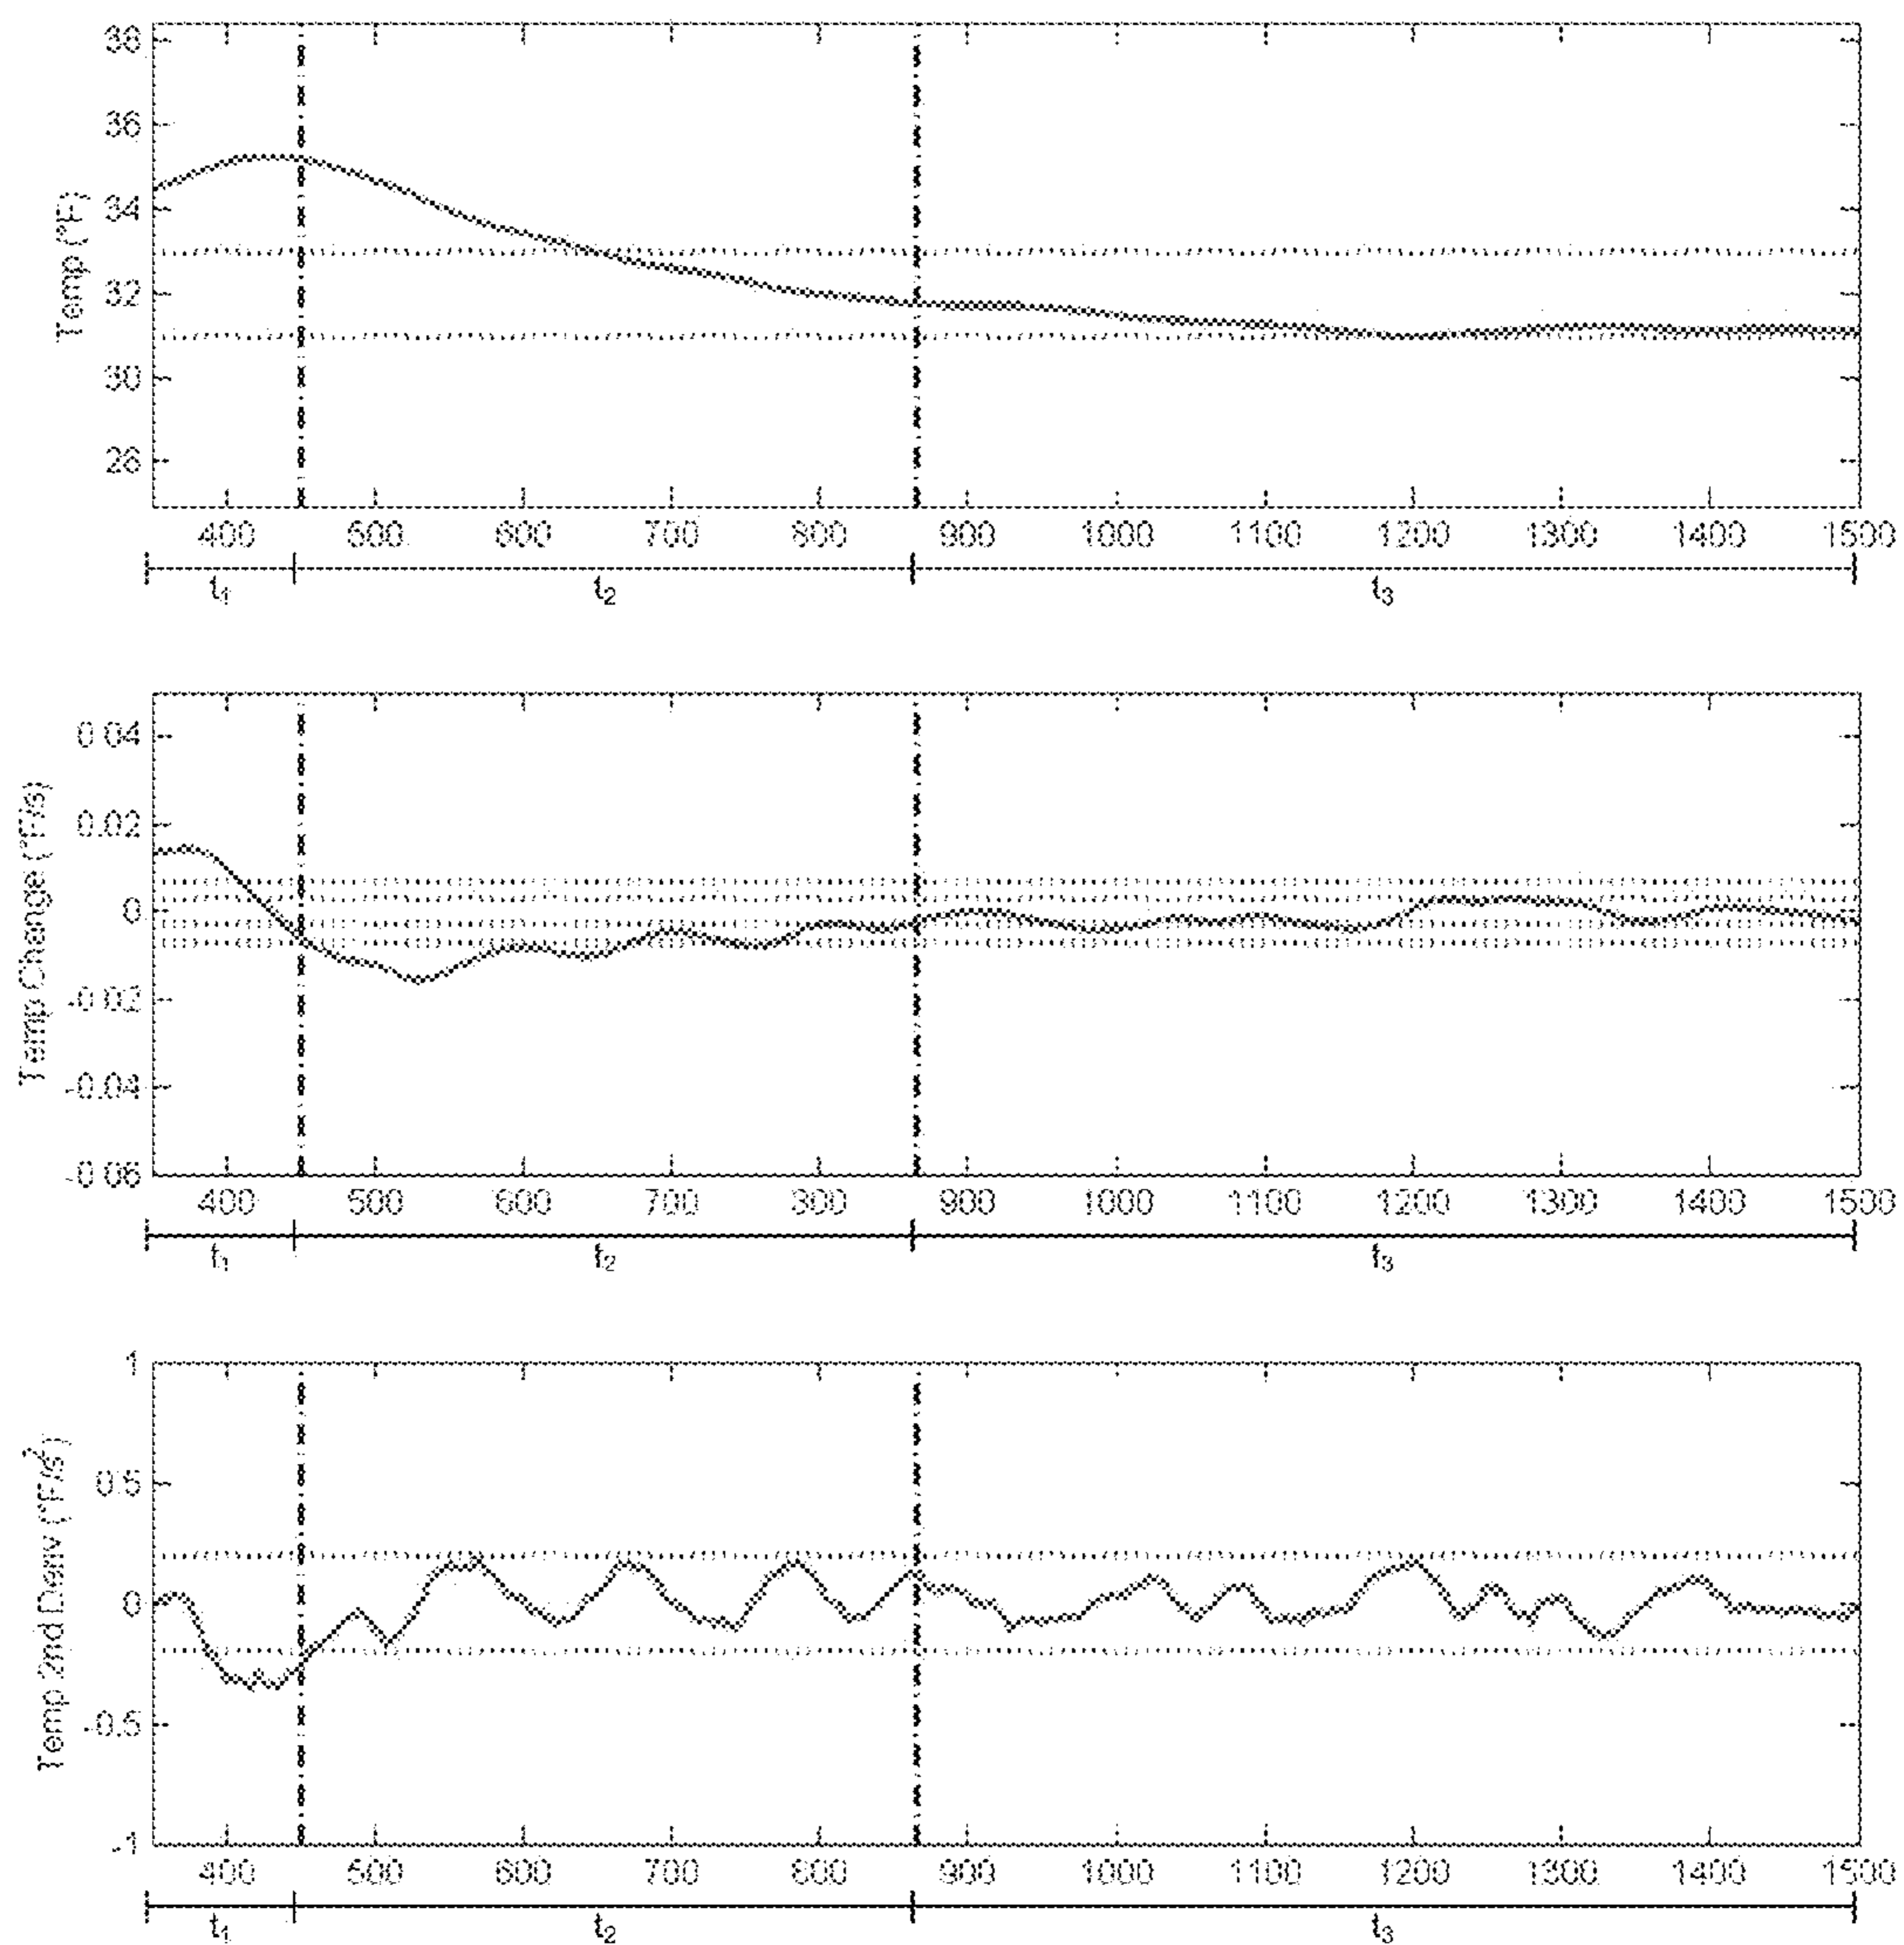 Temp (°F)
38
36
34
32
30
28
400 500 600 700 800 900 1000 1100 1200 1300 1400 1500
t₁ t₂ t₃
Temp Change (°F/s)
0.04
0.02
0
-0.02
-0.04
-0.06
400 500 600 700 800 900 1000 1100 1200 1300 1400 1500
t₁ t₂ t₃
Temp 2nd Deriv (°F/s²)
1
0.5
0
-0.5
-1
400 500 600 700 800 900 1000 1100 1200 1300 1400 1500
t₁ t₂ t₃